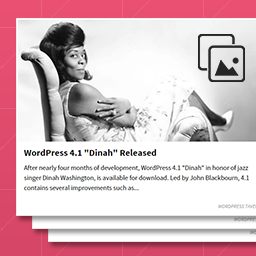 WordPress 4.1 "Dinah" Released
After nearly four months of development, WordPress 4.1 "Dinah" in honor of jazz
singer Dinah Washington, is available for download. Led by John Blackbourn, 4.1
contains several improvements such as...
WORDPRESS TAVE